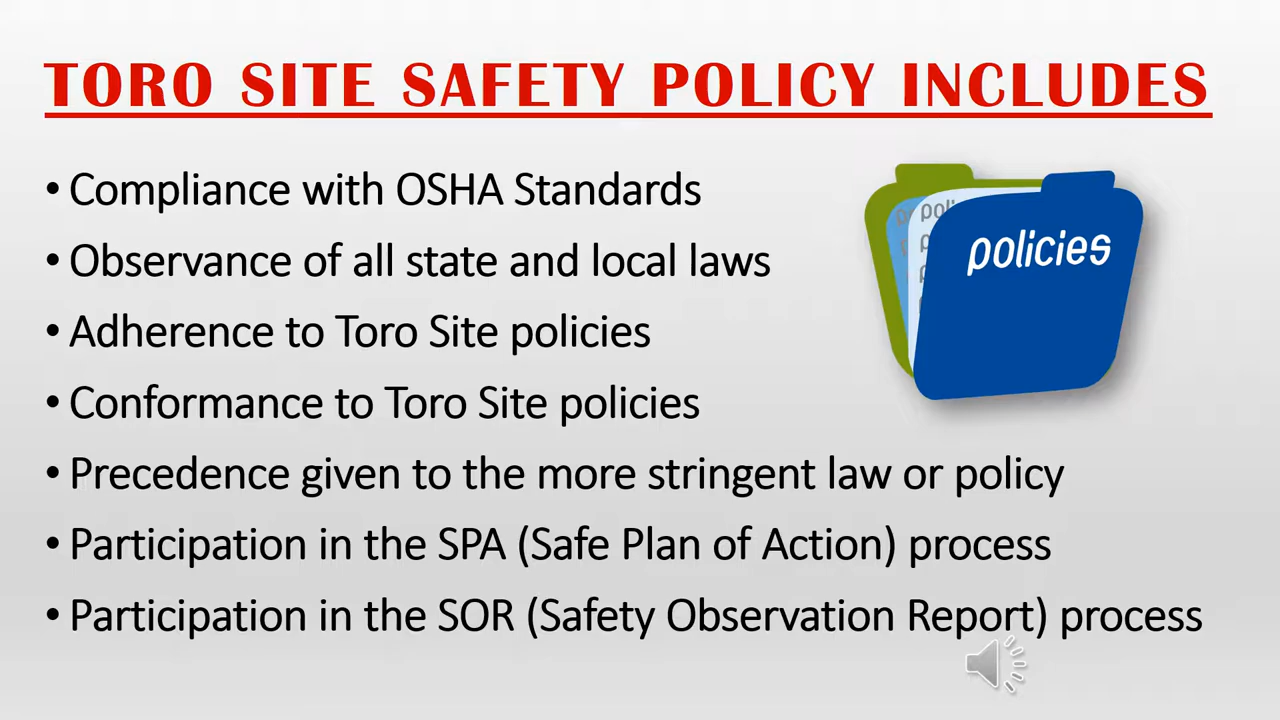 TORO SITE SAFETY POLICY INCLUDES
• Compliance with OSHA Standards
• Observance of all state and local laws
• Adherence to Toro Site policies
• Conformance to Toro Site policies
• Precedence given to the more stringent law or policy
• Participation in the SPA (Safe Plan of Action) process
• Participation in the SOR (Safety Observation Report) process
policies